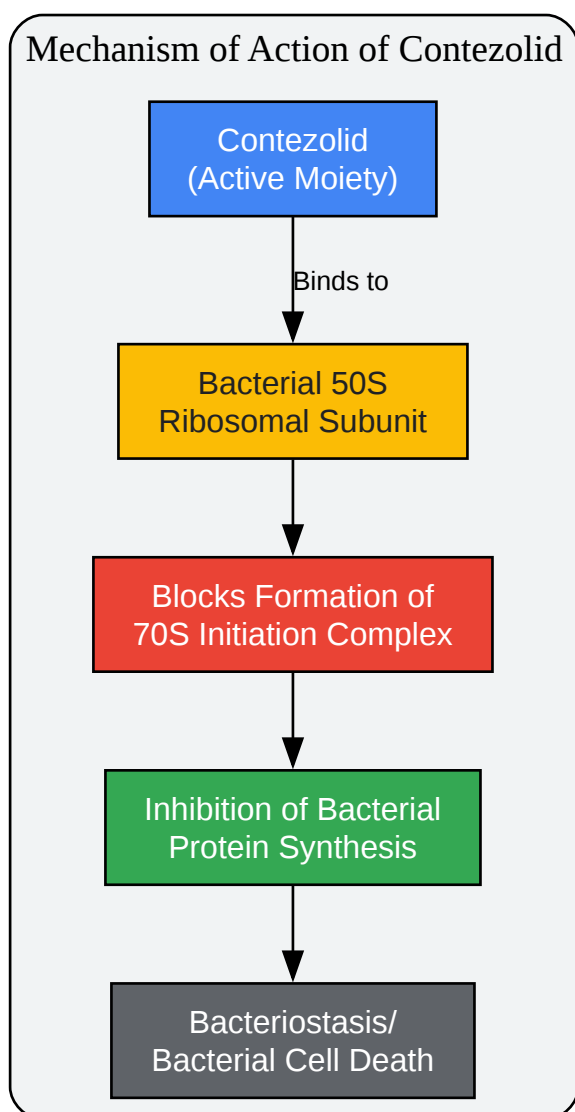 Mechanism of Action of Contezolid
Contezolid
(Active Moiety)
Binds to
Bacterial 50S
Ribosomal Subunit
Blocks Formation of
70S Initiation Complex
Inhibition of Bacterial
Protein Synthesis
Bacteriostasis/
Bacterial Cell Death